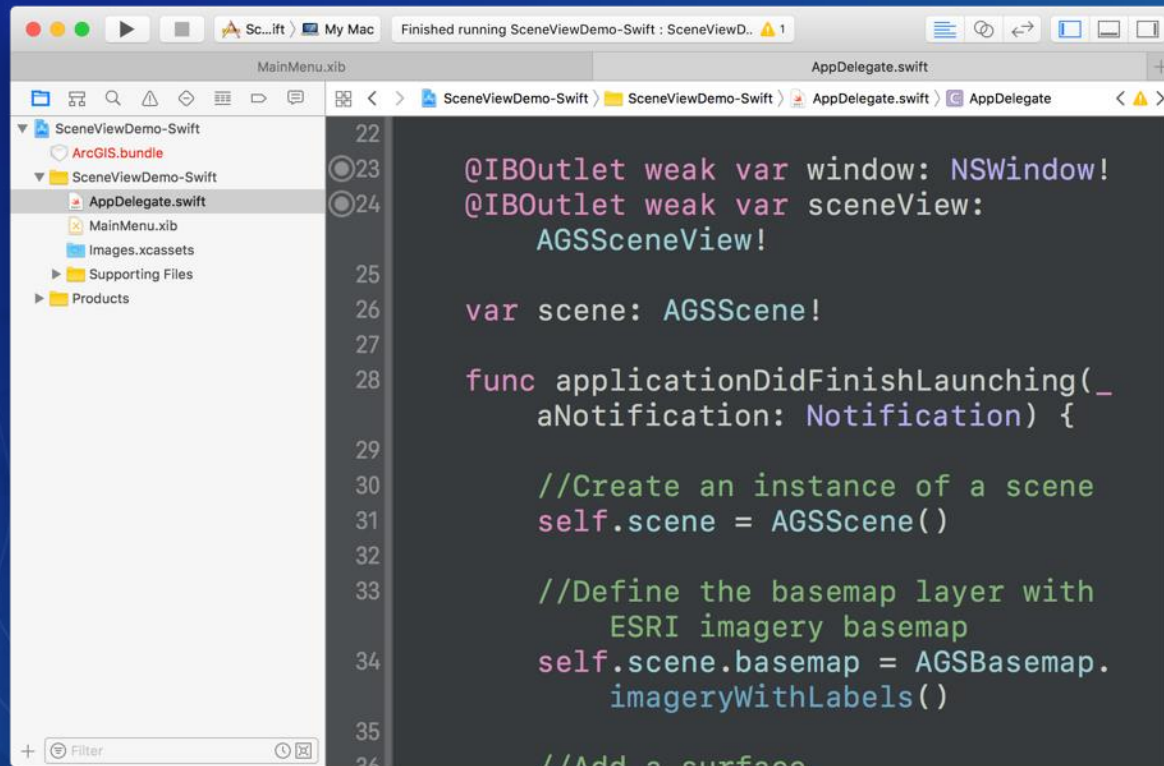 Sc...ift
My Mac
Finished running SceneViewDemo-Swift : SceneViewD..
1
MainMenu.xib
AppDelegate.swift
SceneViewDemo-Swift
SceneViewDemo-Swift
AppDelegate.swift
AppDelegate
SceneViewDemo-Swift
ArcGIS.bundle
SceneViewDemo-Swift
AppDelegate.swift
MainMenu.xib
Images.xcassets
Supporting Files
Products
Filter
22
23 @IBOutlet weak var window: NSWindow!
24 @IBOutlet weak var sceneView:
AGSSceneView!
25
26 var scene: AGSScene!
27
28 func applicationDidFinishLaunching(_
aNotification: Notification) {
29
30 //Create an instance of a scene
31 self.scene = AGSScene()
32
33 //Define the basemap layer with
ESRI imagery basemap
34 self.scene.basemap = AGSBasemap.
imageryWithLabels()
35
36 //Add a surface